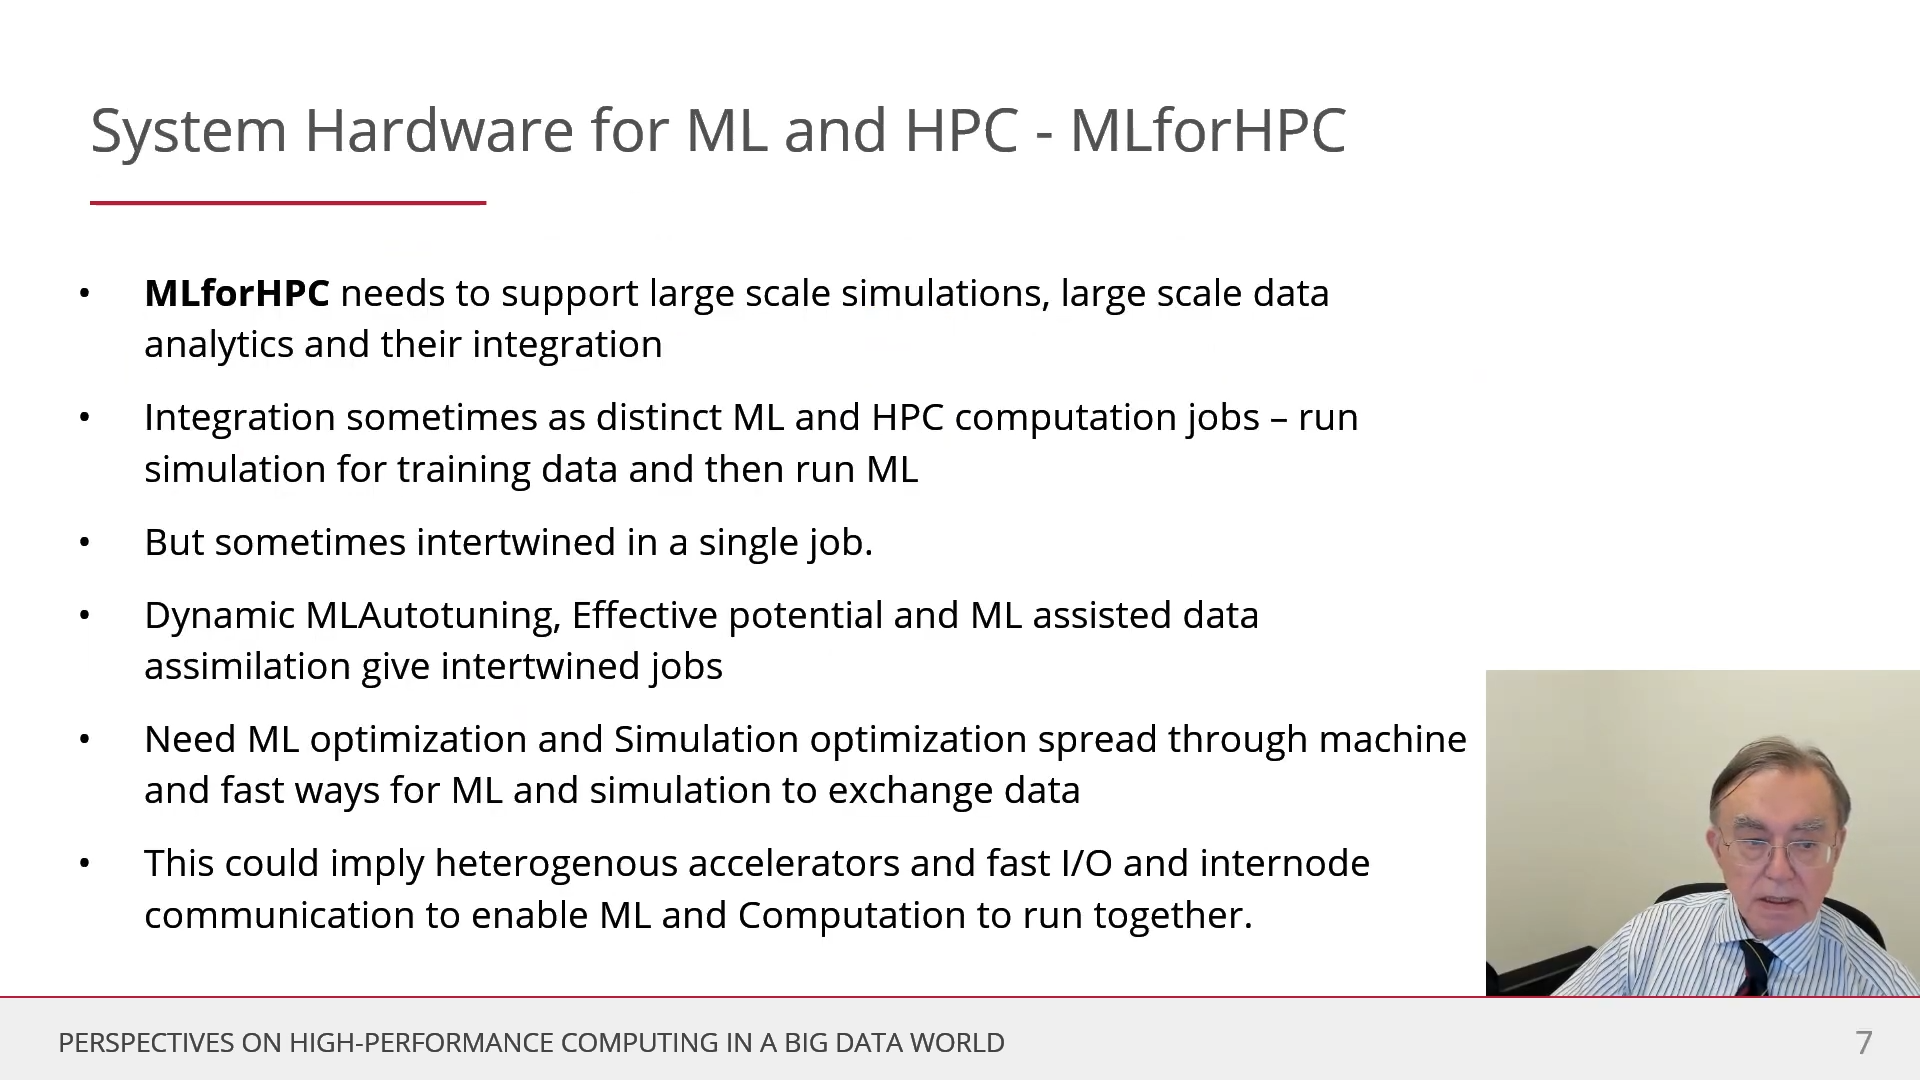 System Hardware for ML and HPC - MLforHPC
• MLforHPC needs to support large scale simulations, large scale data
analytics and their integration
• Integration sometimes as distinct ML and HPC computation jobs – run
simulation for training data and then run ML
• But sometimes intertwined in a single job.
• Dynamic MLAutotuning, Effective potential and ML assisted data
assimilation give intertwined jobs
• Need ML optimization and Simulation optimization spread through machine
and fast ways for ML and simulation to exchange data
• This could imply heterogenous accelerators and fast I/O and internode
communication to enable ML and Computation to run together.
PERSPECTIVES ON HIGH-PERFORMANCE COMPUTING IN A BIG DATA WORLD
7